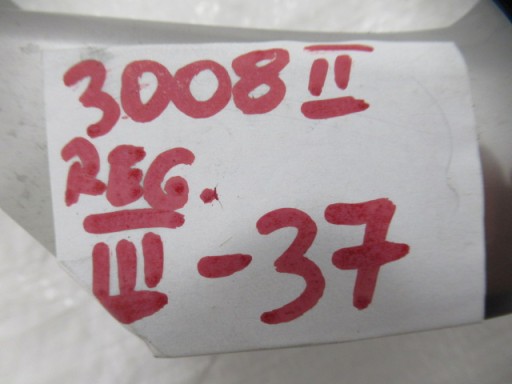 3008 II
REG.
III - 37